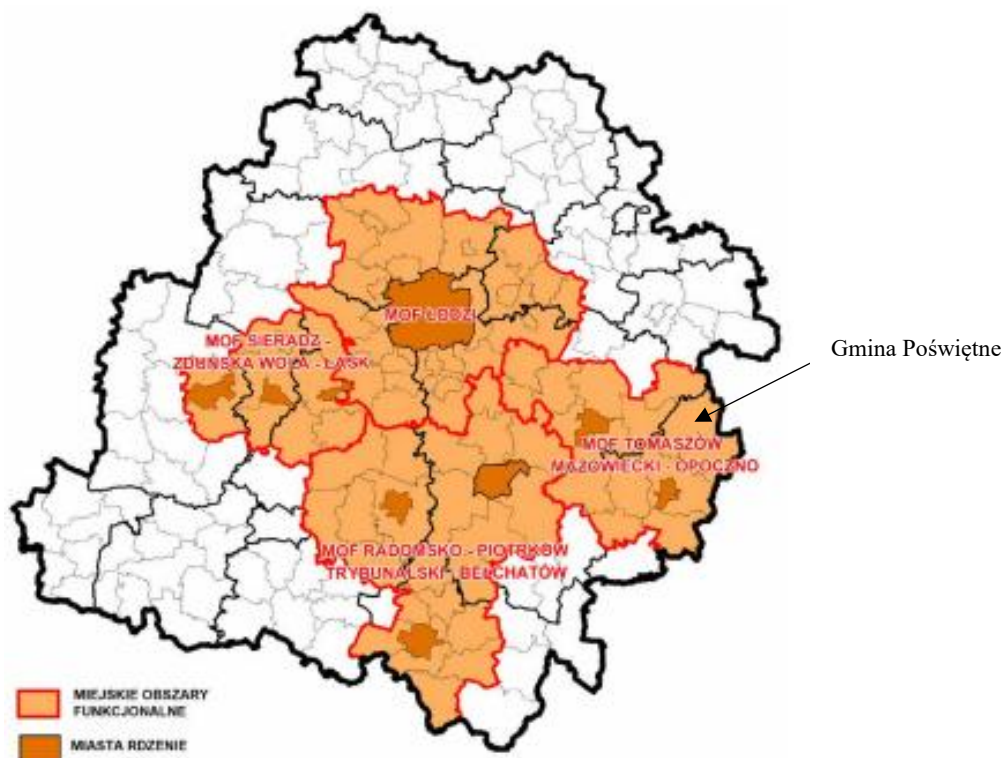 MOF ŁODZI
MOF SIERADZ -
ZDUŃSKA WOLA - ŁASK
Gmina Poświętne
MOF TOMASZÓW
MAZOWIECKI - OPOCZNO
MOF RADOMSKO - PIOTRKÓW
TRYBUNALSKI - BEŁCHATÓW
MIEJSKIE OBSZARY
FUNKCJONALNE
MIASTA RDZENIE